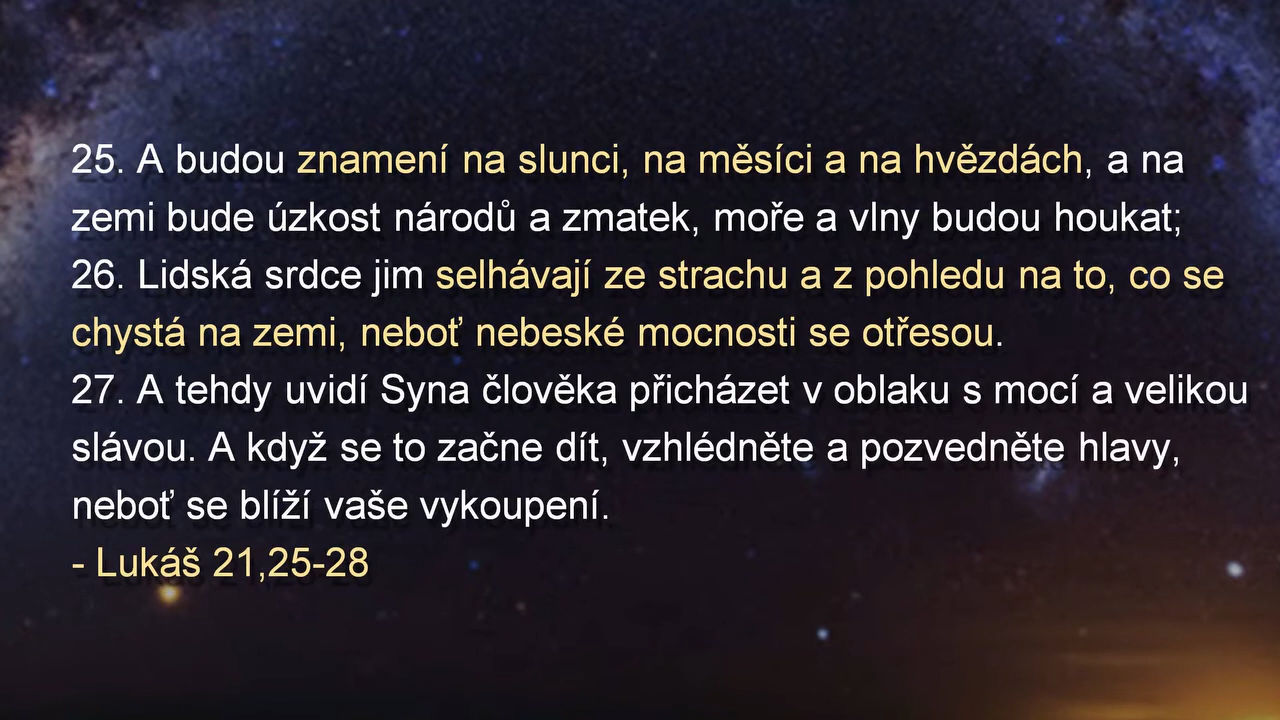 25. A budou znamení na slunci, na měsíci a na hvězdách, a na
zemi bude úzkost národů a zmatek, moře a vlny budou houkat;
26. Lidská srdce jim selhávají ze strachu a z pohledu na to, co se
chystá na zemi, neboť nebeské mocnosti se otřesou.
27. A tehdy uvidí Syna člověka přicházet v oblaku s mocí a velikou
slávou. A když se to začne dít, vzhlédněte a pozvedněte hlavy,
neboť se blíží vaše vykoupení.
- Lukáš 21,25-28